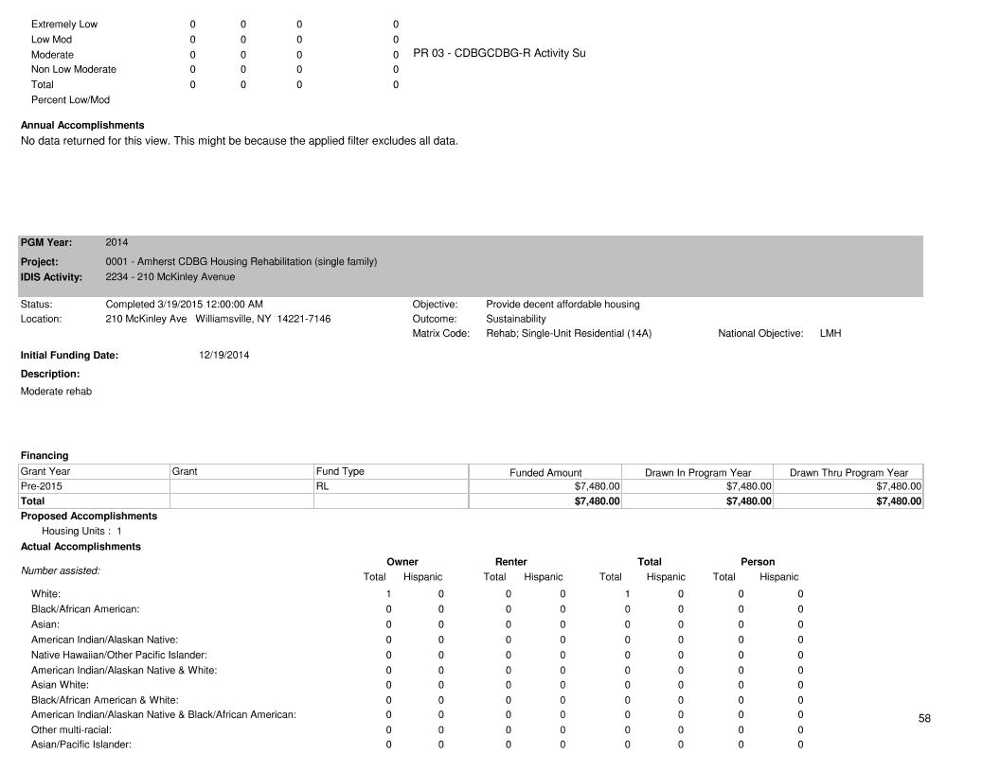 Extremely Low 0 0 0 0
Low Mod 0 0 0 0
Moderate 0 0 0 0 PR 03 - CDBGCDBG-R Activity Su
Non Low Moderate 0 0 0 0
Total 0 0 0 0
Percent Low/Mod
Annual Accomplishments
No data returned for this view. This might be because the applied filter excludes all data.
PGM Year: 2014
Project: 0001 - Amherst CDBG Housing Rehabilitation (single family)
IDIS Activity: 2234 - 210 McKinley Avenue
Status: Completed 3/19/2015 12:00:00 AM Objective: Provide decent affordable housing
Location: 210 McKinley Ave Williamsville, NY 14221-7146 Outcome: Sustainability
Matrix Code: Rehab; Single-Unit Residential (14A) National Objective: LMH
Initial Funding Date: 12/19/2014
Description:
Moderate rehab
Financing
Grant Year Grant Fund Type Funded Amount Drawn In Program Year Drawn Thru Program Year
Pre-2015 RL $7,480.00 $7,480.00 $7,480.00
Total $7,480.00 $7,480.00 $7,480.00
Proposed Accomplishments
Housing Units : 1
Actual Accomplishments
Owner Renter Total Person
Number assisted:
Total Hispanic Total Hispanic Total Hispanic Total Hispanic
White: 1 0 0 0 1 0 0 0
Black/African American: 0 0 0 0 0 0 0 0
Asian: 0 0 0 0 0 0 0 0
American Indian/Alaskan Native: 0 0 0 0 0 0 0 0
Native Hawaiian/Other Pacific Islander: 0 0 0 0 0 0 0 0
American Indian/Alaskan Native & White: 0 0 0 0 0 0 0 0
Asian White: 0 0 0 0 0 0 0 0
Black/African American & White: 0 0 0 0 0 0 0 0
American Indian/Alaskan Native & Black/African American: 0 0 0 0 0 0 0 0
58
Other multi-racial: 0 0 0 0 0 0 0 0
Asian/Pacific Islander: 0 0 0 0 0 0 0 0